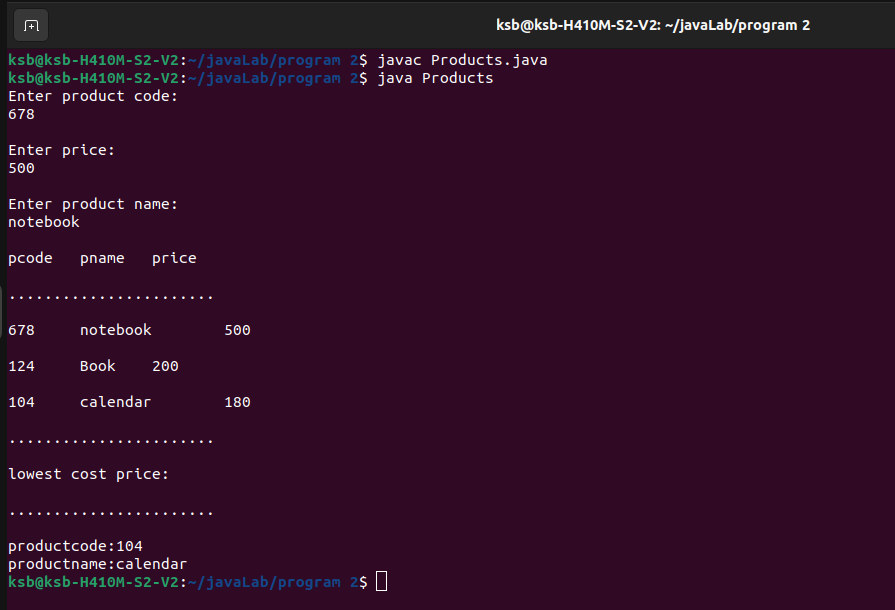 ksb@ksb-H410M-S2-V2: ~/javaLab/program 2
ksb@ksb-H410M-S2-V2:~/javaLab/program 2$ javac Products.java
ksb@ksb-H410M-S2-V2:~/javaLab/program 2$ java Products
Enter product code:
678
Enter price:
500
Enter product name:
notebook
pcode pname price
.......................
678 notebook 500
124 Book 200
104 calendar 180
.......................
lowest cost price:
.......................
productcode:104
productname:calendar
ksb@ksb-H410M-S2-V2:~/javaLab/program 2$